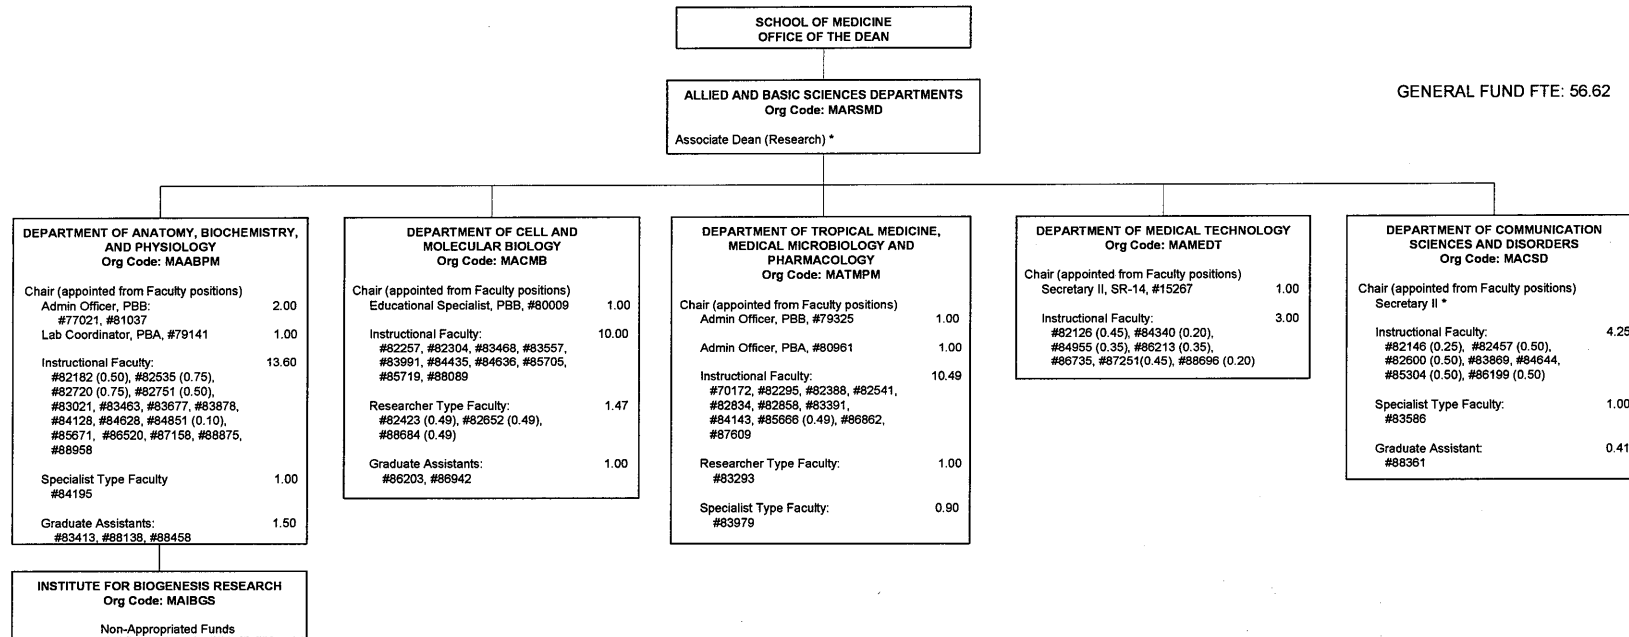 SCHOOL OF MEDICINE
OFFICE OF THE DEAN
ALLIED AND BASIC SCIENCES DEPARTMENTS
Org Code: MARSMD
Associate Dean (Research) *
GENERAL FUND FTE: 56.62
DEPARTMENT OF ANATOMY, BIOCHEMISTRY,
AND PHYSIOLOGY
Org Code: MAABPM
Chair (appointed from Faculty positions)
Admin Officer, PBB: 2.00
#77021, #81037
Lab Coordinator, PBA, #79141 1.00
Instructional Faculty: 13.60
#82182 (0.50), #82535 (0.75),
#82720 (0.75), #82751 (0.50),
#83021, #83463, #83677, #83878,
#84128, #84628, #84851 (0.10),
#85671, #86520, #87158, #88875,
#88958
Specialist Type Faculty 1.00
#84195
Graduate Assistants: 1.50
#83413, #88138, #88458
INSTITUTE FOR BIOGENESIS RESEARCH
Org Code: MAIBGS
Non-Appropriated Funds
DEPARTMENT OF CELL AND
MOLECULAR BIOLOGY
Org Code: MACMB
Chair (appointed from Faculty positions)
Educational Specialist, PBB, #80009 1.00
Instructional Faculty: 10.00
#82257, #82304, #83468, #83557,
#83991, #84435, #84636, #85705,
#85719, #88089
Researcher Type Faculty: 1.47
#82423 (0.49), #82652 (0.49),
#88684 (0.49)
Graduate Assistants: 1.00
#86203, #86942
DEPARTMENT OF TROPICAL MEDICINE,
MEDICAL MICROBIOLOGY AND
PHARMACOLOGY
Org Code: MATMPM
Chair (appointed from Faculty positions)
Admin Officer, PBB, #79325 1.00
Admin Officer, PBA, #80961 1.00
Instructional Faculty: 10.49
#70172, #82295, #82388, #82541,
#82834, #82858, #83391,
#84143, #85666 (0.49), #86862,
#87609
Researcher Type Faculty: 1.00
#83293
Specialist Type Faculty: 0.90
#83979
DEPARTMENT OF MEDICAL TECHNOLOGY
Org Code: MAMEDT
Chair (appointed from Faculty positions)
Secretary II, SR-14, #15267 1.00
Instructional Faculty: 3.00
#82126 (0.45), #84340 (0.20),
#84955 (0.35), #86213 (0.35),
#86735, #87251(0.45), #88696 (0.20)
DEPARTMENT OF COMMUNICATION
SCIENCES AND DISORDERS
Org Code: MACSD
Chair (appointed from Faculty positions)
Secretary II *
Instructional Faculty: 4.25
#82146 (0.25), #82457 (0.50),
#82600 (0.50), #83869, #84644,
#85304 (0.50), #86199 (0.50)
Specialist Type Faculty: 1.00
#83586
Graduate Assistant: 0.41
#88361